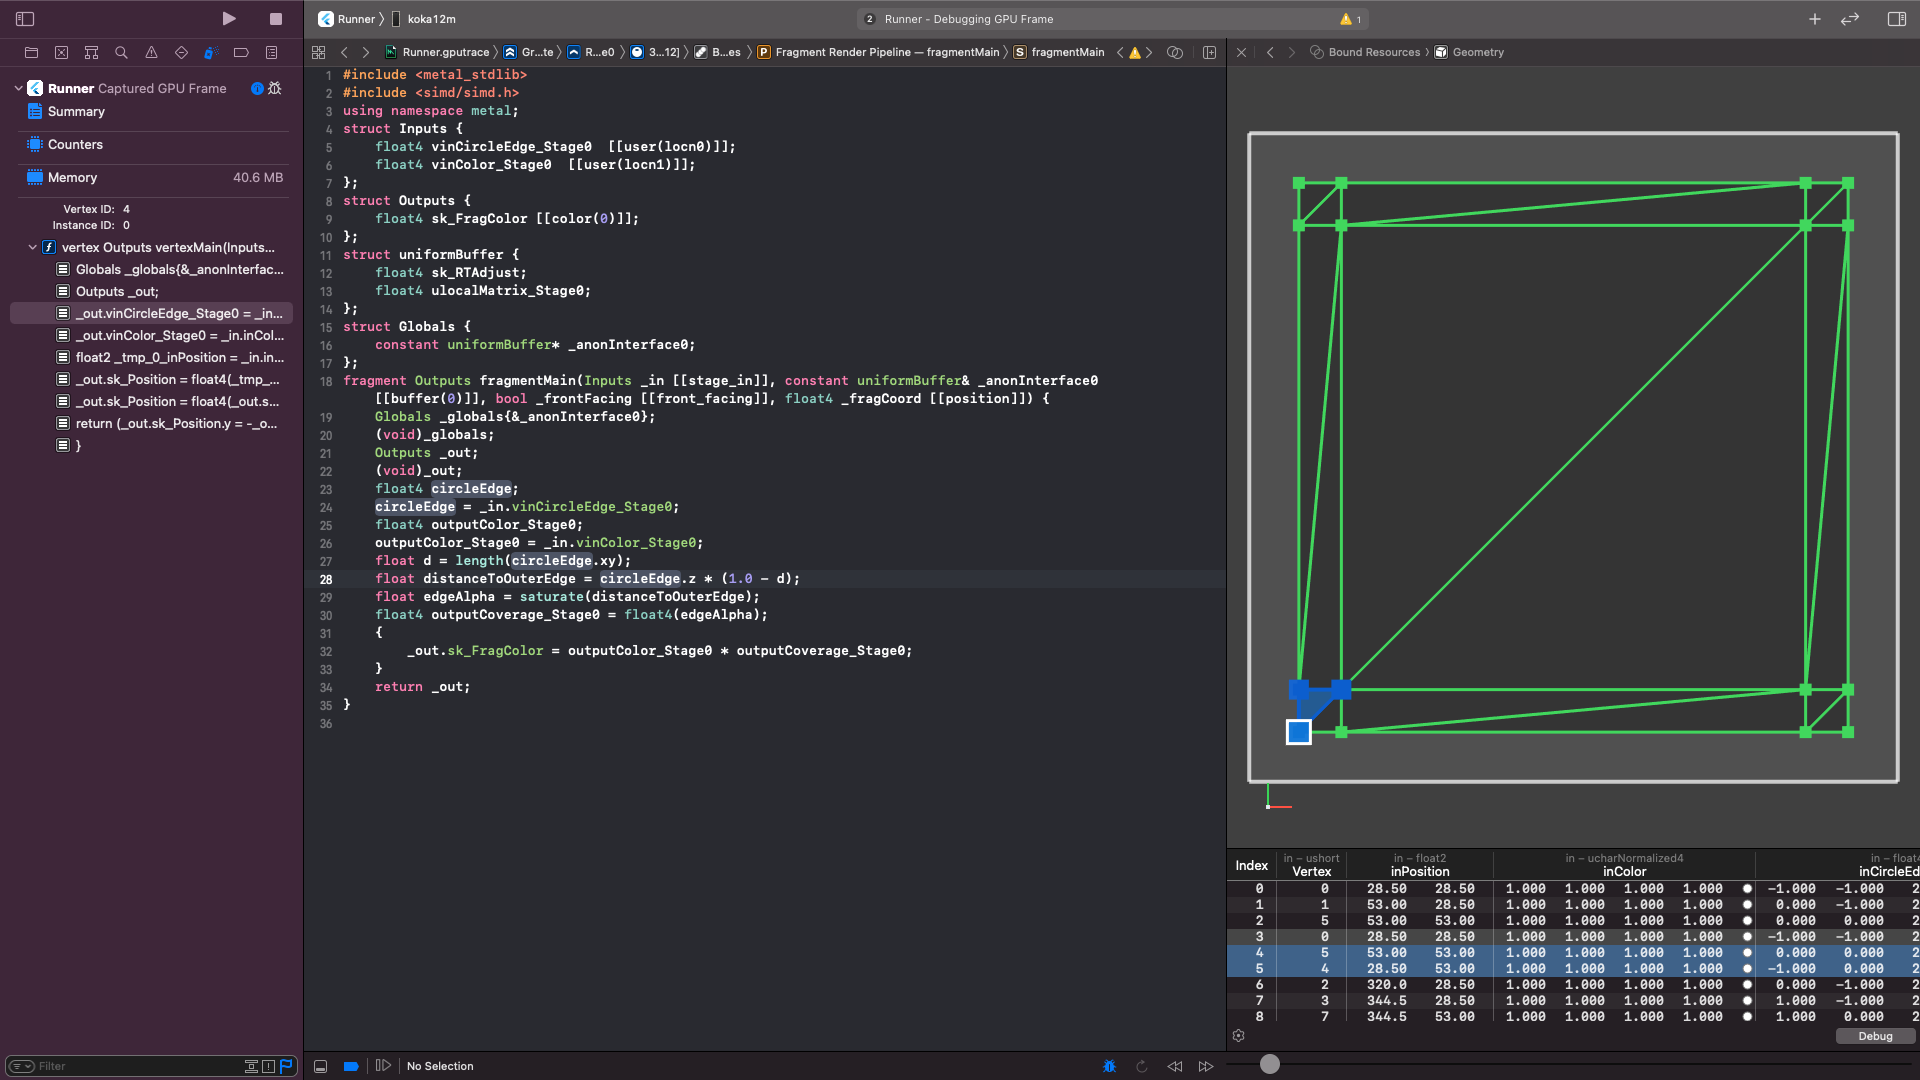 Runner
koka12m
2 Runner - Debugging GPU Frame
1
Runner.gputrace
Gr...te
R...e0
3...12]
B...es
Fragment Render Pipeline — fragmentMain
fragmentMain
Bound Resources
Geometry
Runner Captured GPU Frame
Summary
Counters
Memory 40.6 MB
Vertex ID: 4
Instance ID: 0
vertex Outputs vertexMain(Inputs...
Globals _globals{&_anonInterfac...
Outputs _out;
_out.vinCircleEdge_Stage0 = _in...
_out.vinColor_Stage0 = _in.inCol...
float2 _tmp_0_inPosition = _in.in...
_out.sk_Position = float4(_tmp_...
_out.sk_Position = float4(_out.s...
return (_out.sk_Position.y = -_o...
}
Filter
1 #include <metal_stdlib>
2 #include <simd/simd.h>
3 using namespace metal;
4 struct Inputs {
5 float4 vinCircleEdge_Stage0 [[user(locn0)]];
6 float4 vinColor_Stage0 [[user(locn1)]];
7 };
8 struct Outputs {
9 float4 sk_FragColor [[color(0)]];
10 };
11 struct uniformBuffer {
12 float4 sk_RTAdjust;
13 float4 ulocalMatrix_Stage0;
14 };
15 struct Globals {
16 constant uniformBuffer* _anonInterface0;
17 };
18 fragment Outputs fragmentMain(Inputs _in [[stage_in]], constant uniformBuffer& _anonInterface0
[[buffer(0)]], bool _frontFacing [[front_facing]], float4 _fragCoord [[position]]) {
19 Globals _globals{&_anonInterface0};
20 (void)_globals;
21 Outputs _out;
22 (void)_out;
23 float4 circleEdge;
24 circleEdge = _in.vinCircleEdge_Stage0;
25 float4 outputColor_Stage0;
26 outputColor_Stage0 = _in.vinColor_Stage0;
27 float d = length(circleEdge.xy);
28 float distanceToOuterEdge = circleEdge.z * (1.0 - d);
29 float edgeAlpha = saturate(distanceToOuterEdge);
30 float4 outputCoverage_Stage0 = float4(edgeAlpha);
31 {
32 _out.sk_FragColor = outputColor_Stage0 * outputCoverage_Stage0;
33 }
34 return _out;
35 }
36
No Selection
in – ushort in – float2 in – ucharNormalized4 in – float4
Index Vertex inPosition inColor inCircleEd
0 0 28.50 28.50 1.000 1.000 1.000 1.000 -1.000 -1.000 2
1 1 53.00 28.50 1.000 1.000 1.000 1.000 0.000 -1.000 2
2 5 53.00 53.00 1.000 1.000 1.000 1.000 0.000 0.000 2
3 0 28.50 28.50 1.000 1.000 1.000 1.000 -1.000 -1.000 2
4 5 53.00 53.00 1.000 1.000 1.000 1.000 0.000 0.000 2
5 4 28.50 53.00 1.000 1.000 1.000 1.000 -1.000 0.000 2
6 2 320.0 28.50 1.000 1.000 1.000 1.000 0.000 -1.000 2
7 3 344.5 28.50 1.000 1.000 1.000 1.000 1.000 -1.000 2
8 7 344.5 53.00 1.000 1.000 1.000 1.000 1.000 0.000 2
Debug